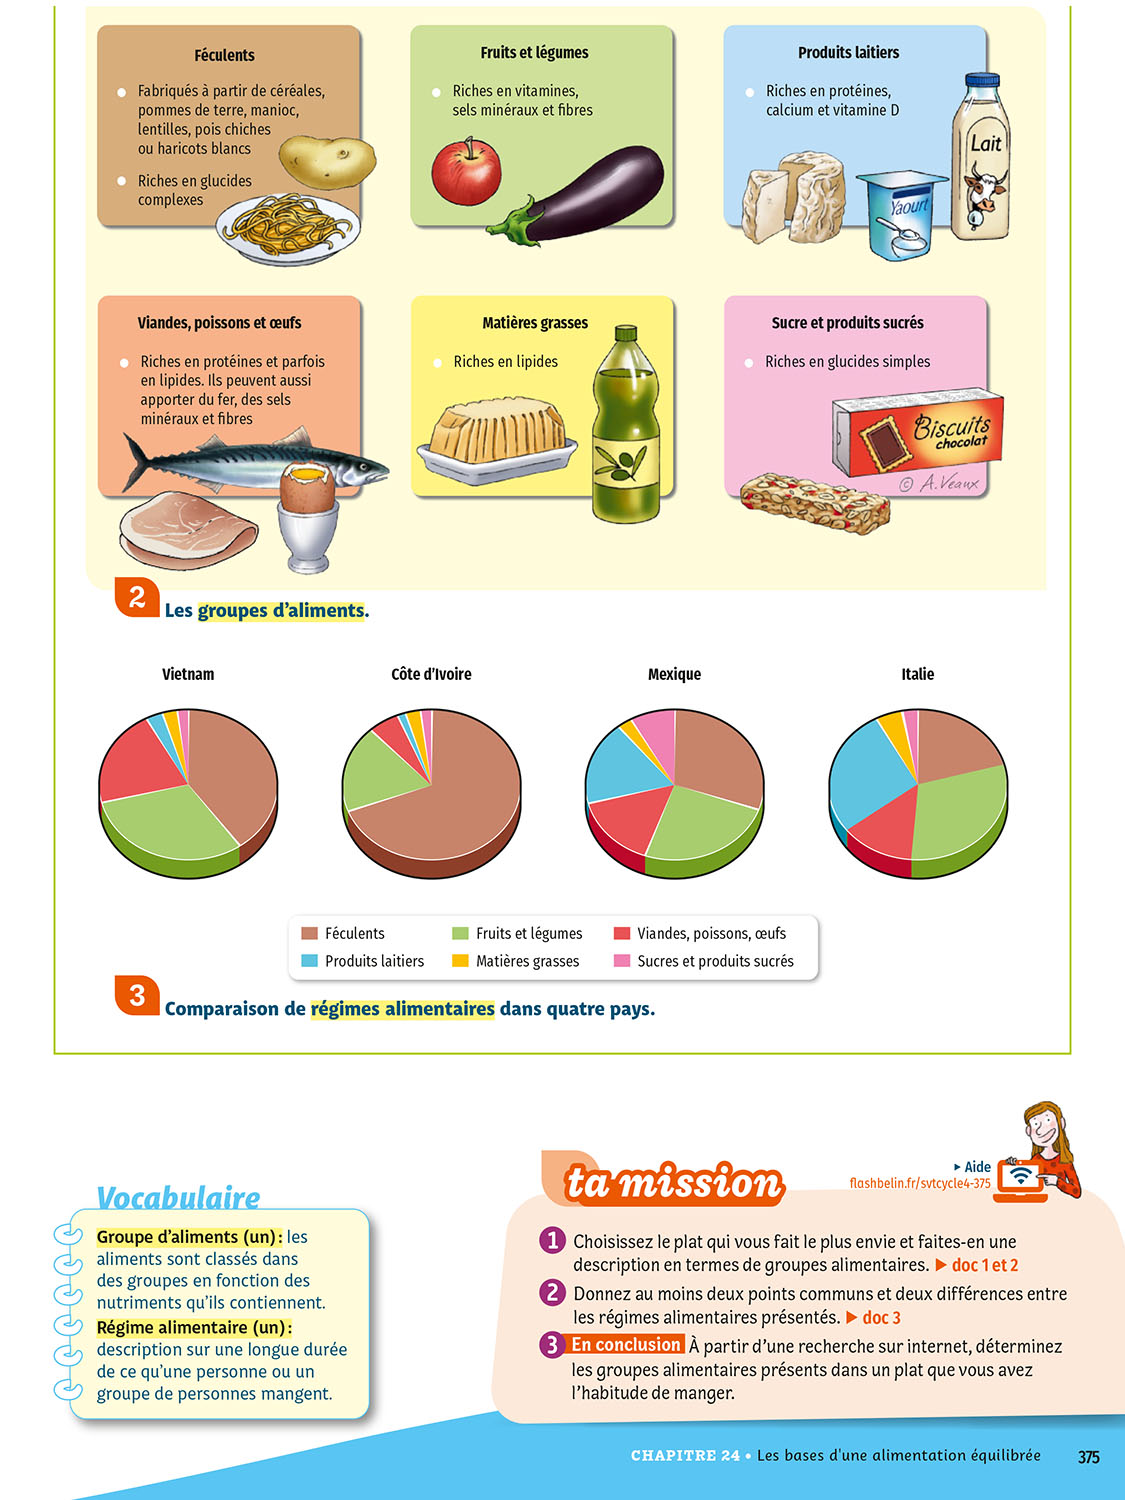 Féculents
Fabriqués à partir de céréales,
pommes de terre, manioc,
lentilles, pois chiches
ou haricots blancs
Riches en glucides
complexes
Fruits et légumes
Riches en vitamines,
sels minéraux et fibres
Produits laitiers
Riches en protéines,
calcium et vitamine D
Lait
Yaourt
Viandes, poissons et œufs
Riches en protéines et parfois
en lipides. Ils peuvent aussi
apporter du fer, des sels
minéraux et fibres
Matières grasses
Riches en lipides
Sucre et produits sucrés
Riches en glucides simples
Biscuits
chocolat
© A.Veaux
2
Les groupes d'aliments.
Vietnam
Côte d'Ivoire
Mexique
Italie
Féculents
Fruits et légumes
Viandes, poissons, œufs
Produits laitiers
Matières grasses
Sucres et produits sucrés
3
Comparaison de régimes alimentaires dans quatre pays.
Vocabulaire
Groupe d'aliments (un) : les
aliments sont classés dans
des groupes en fonction des
nutriments qu'ils contiennent.
Régime alimentaire (un) :
description sur une longue durée
de ce qu'une personne ou un
groupe de personnes mangent.
ta mission
▸ Aide
flashbelin.fr/svtcycle4-375
1 Choisissez le plat qui vous fait le plus envie et faites-en une
description en termes de groupes alimentaires. ▶ doc 1 et 2
2 Donnez au moins deux points communs et deux différences entre
les régimes alimentaires présentés. ▶ doc 3
3 En conclusion À partir d'une recherche sur internet, déterminez
les groupes alimentaires présents dans un plat que vous avez
l'habitude de manger.
CHAPITRE 24 • Les bases d'une alimentation équilibrée 375